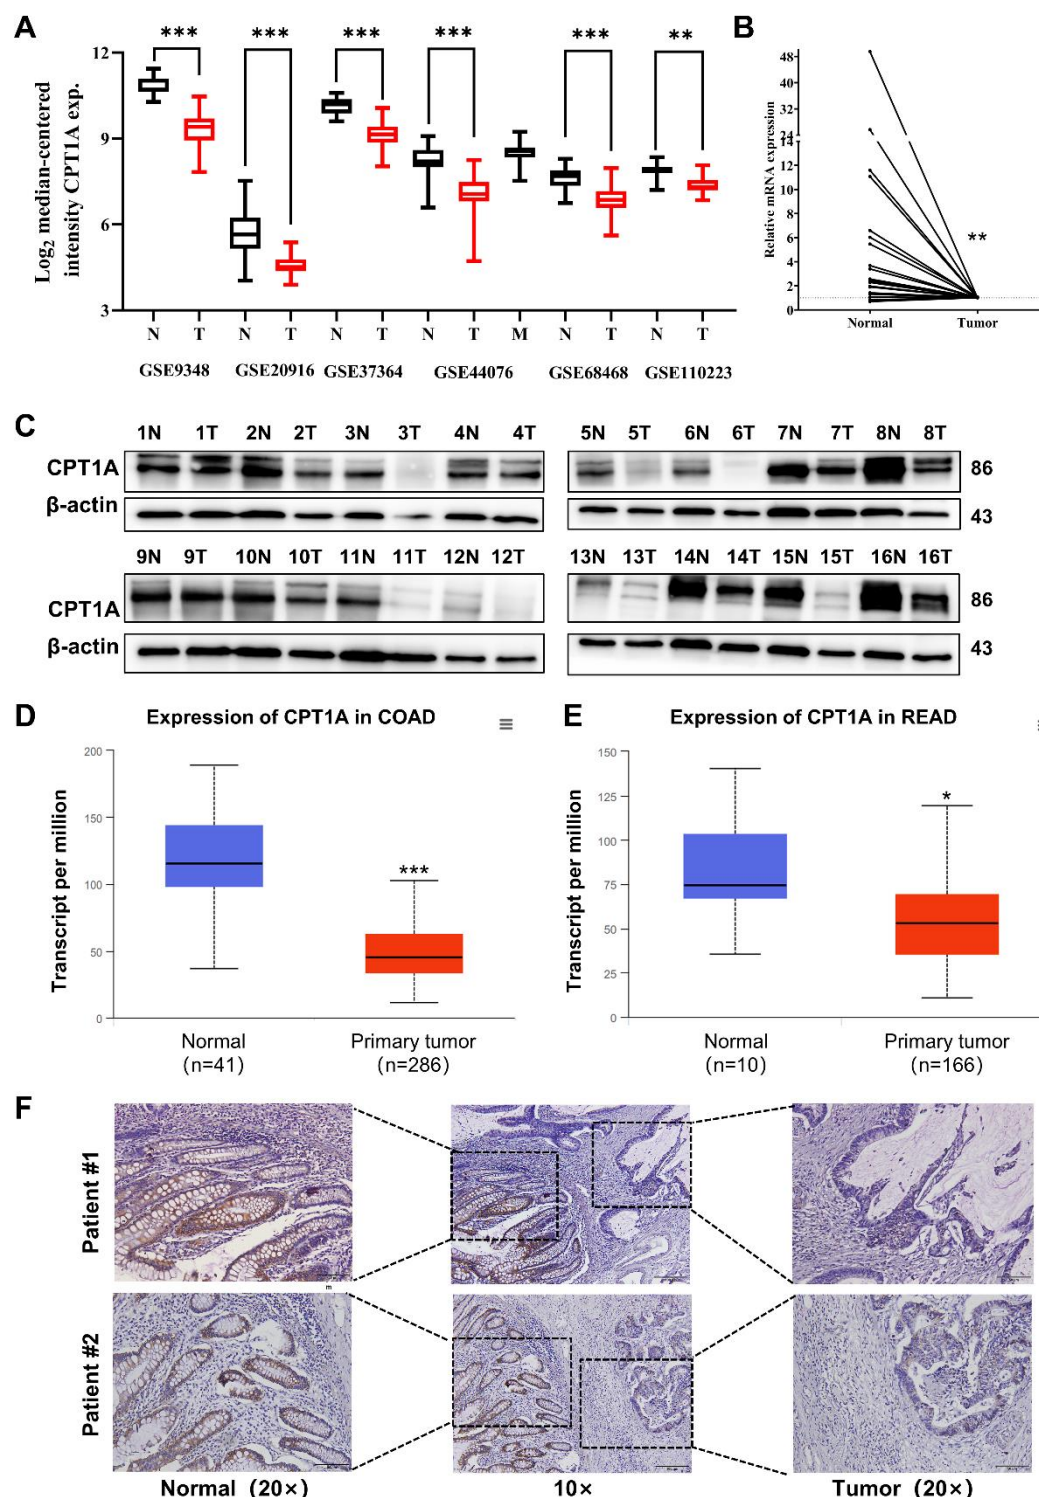 A
Log2 median-centered
intensity CPT1A exp.
12
9
6
3
*** *** *** *** *** **
N T N T N T N T M N T N T
GSE9348 GSE20916 GSE37364 GSE44076 GSE68468 GSE110223
B
Relative mRNA expression
48
40
32
24
14
12
10
8
6
4
2
0
**
Normal Tumor
C
1N 1T 2N 2T 3N 3T 4N 4T 5N 5T 6N 6T 7N 7T 8N 8T
CPT1A 86
β-actin 43
9N 9T 10N 10T 11N 11T 12N 12T 13N 13T 14N 14T 15N 15T 16N 16T
CPT1A 86
β-actin 43
D
Expression of CPT1A in COAD
Transcript per million
200
150
100
50
0
***
Normal Primary tumor
(n=41) (n=286)
E
Expression of CPT1A in READ
Transcript per million
150
125
100
75
50
25
0
*
Normal Primary tumor
(n=10) (n=166)
F
Patient #1
Patient #2
Normal (20×) 10× Tumor (20×)